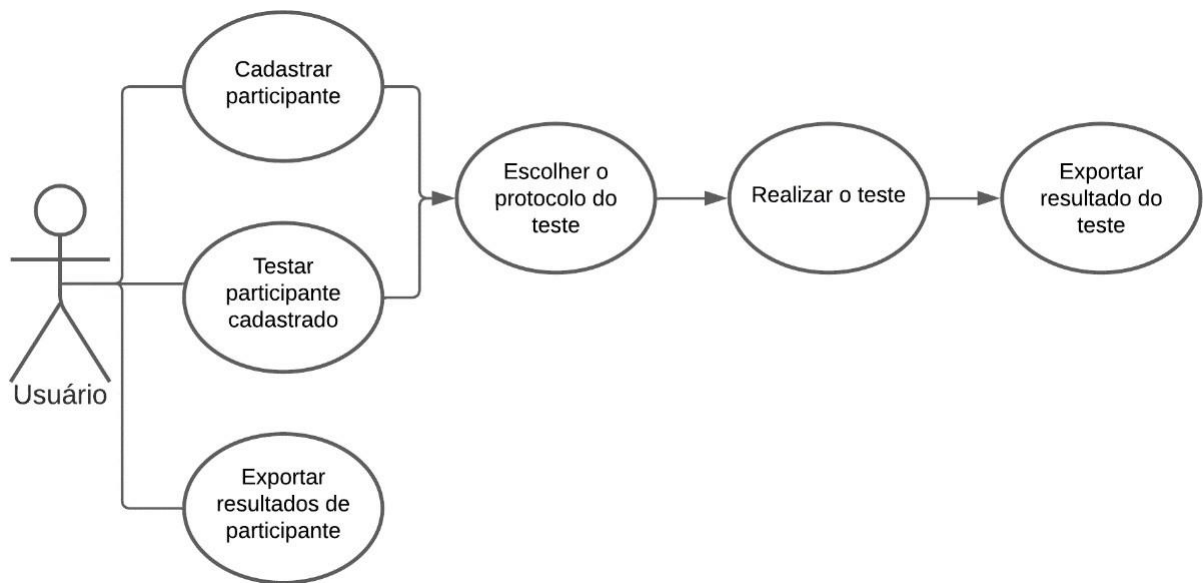 Cadastrar
participante
Testar
participante
cadastrado
Exportar
resultados de
participante
Usuário
Escolher o
protocolo do
teste
Realizar o teste
Exportar
resultado do
teste